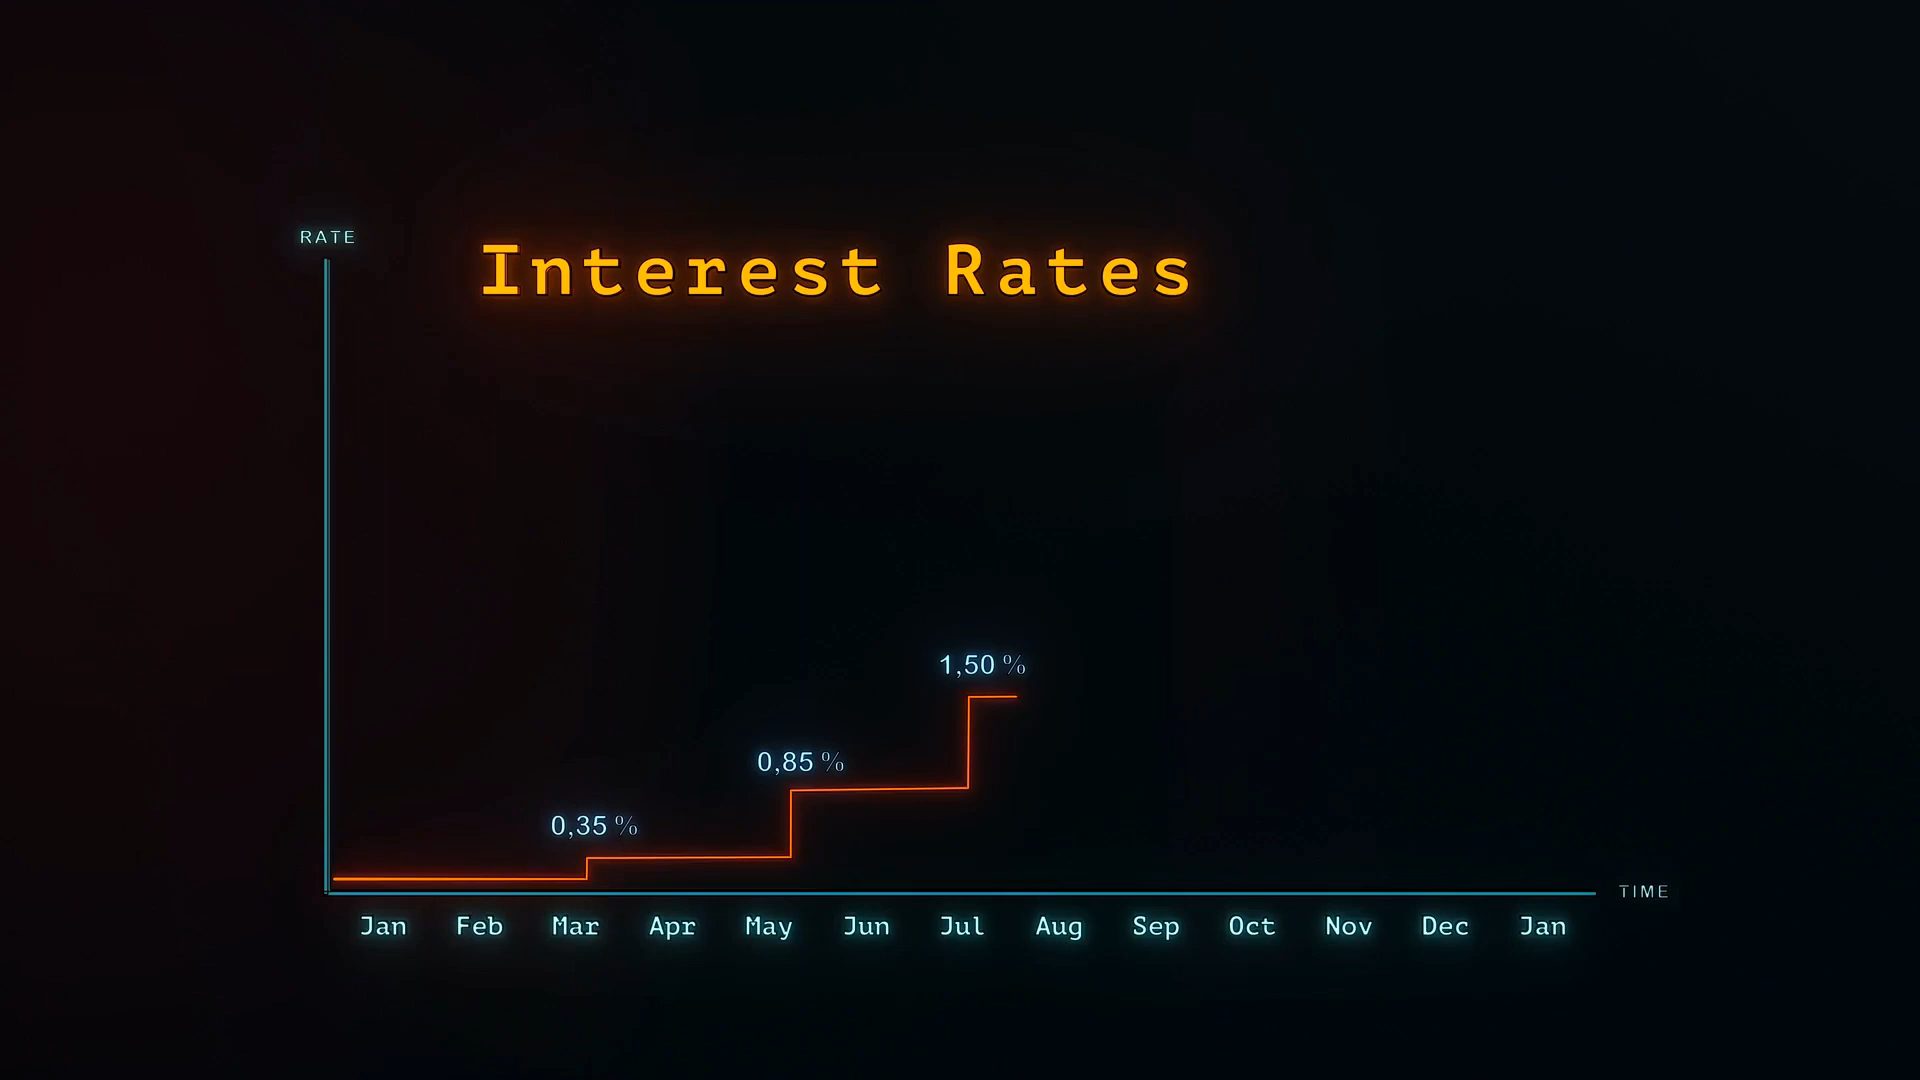 RATE
Interest Rates
1,50 %
0,85 %
0,35 %
TIME
Jan Feb Mar Apr May Jun Jul Aug Sep Oct Nov Dec Jan